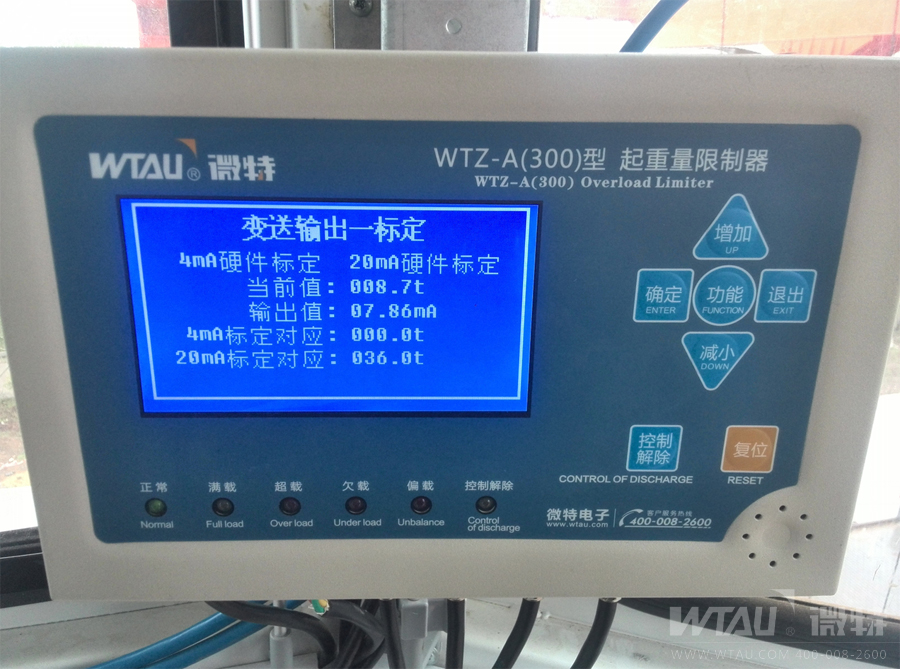 WTAU® 微特
WTZ-A(300)型 起重量限制器
WTZ-A(300) Overload Limiter
变送输出一标定
4mA硬件标定 20mA硬件标定
当前值: 008.7t
输出值: 07.86mA
4mA标定对应: 000.0t
20mA标定对应: 036.0t
增加
UP
确定
ENTER
功能
FUNCTION
退出
EXIT
减小
DOWN
控制
解除
CONTROL OF DISCHARGE
复位
RESET
正常 满载 超载 欠载 偏载 控制解除
Normal Full load Over load Under load Unbalance Control
of discharge
微特电子 客户服务热线
www.wtau.com 400-008-2600
WTAU® 微特
WWW.WTAU.COM 400-008-2600